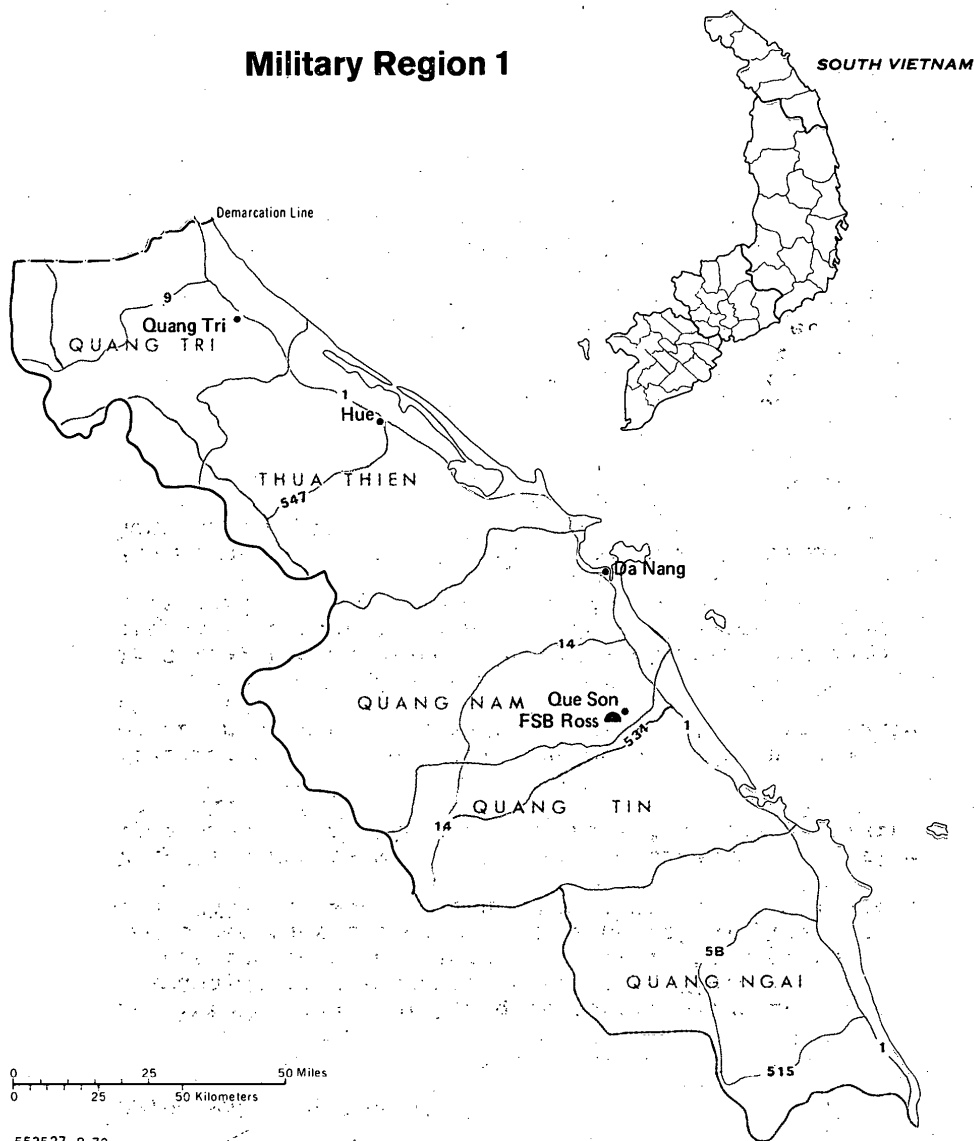 Military Region 1
SOUTH VIETNAM
Demarcation Line
9
Quang Tri
QUANG TRI
1
Hue
THUA THIEN
547
Da Nang
14
QUANG NAM
Que Son
FSB Ross
534
1
QUANG TIN
14
5B
QUANG NGAI
1
515
0 25 50 Miles
0 25 50 Kilometers